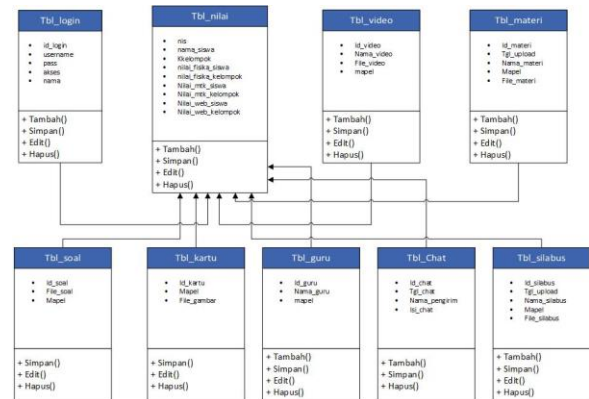 Tbl_login
id_login
username
pass
akses
nama
+ Tambah()
+ Simpan()
+ Edit()
+ Hapus()
Tbl_nilai
nis
nama_siswa
Kkelompok
nilai_fisika_siswa
nilai_fisika_kelompok
Nilai_mtk_siswa
Nilai_mtk_kelompok
Nilai_web_siswa
Nilai_web_kelompok
+ Tambah()
+ Simpan()
+ Edit()
+ Hapus()
Tbl_video
Id_video
Nama_video
File_video
mapel
+ Tambah()
+ Simpan()
+ Edit()
+ Hapus()
Tbl_materi
Id_materi
Tgl_upload
Nama_materi
Mapel
File_materi
+ Tambah()
+ Simpan()
+ Edit()
+ Hapus()
Tbl_soal
Id_soal
File_soal
Mapel
+ Simpan()
+ Edit()
+ Hapus()
Tbl_kartu
Id_kartu
Mapel
File_gambar
+ Simpan()
+ Edit()
+ Hapus()
Tbl_guru
Id_guru
Nama_guru
mapel
+ Tambah()
+ Simpan()
+ Edit()
+ Hapus()
Tbl_Chat
Id_chat
Tgl_chat
Nama_pengirim
Isi_chat
+ Tambah()
+ Simpan()
+ Hapus()
Tbl_silabus
Id_silabus
Tgl_upload
Nama_silabus
Mapel
File_silabus
+ Tambah()
+ Simpan()
+ Edit()
+ Hapus()